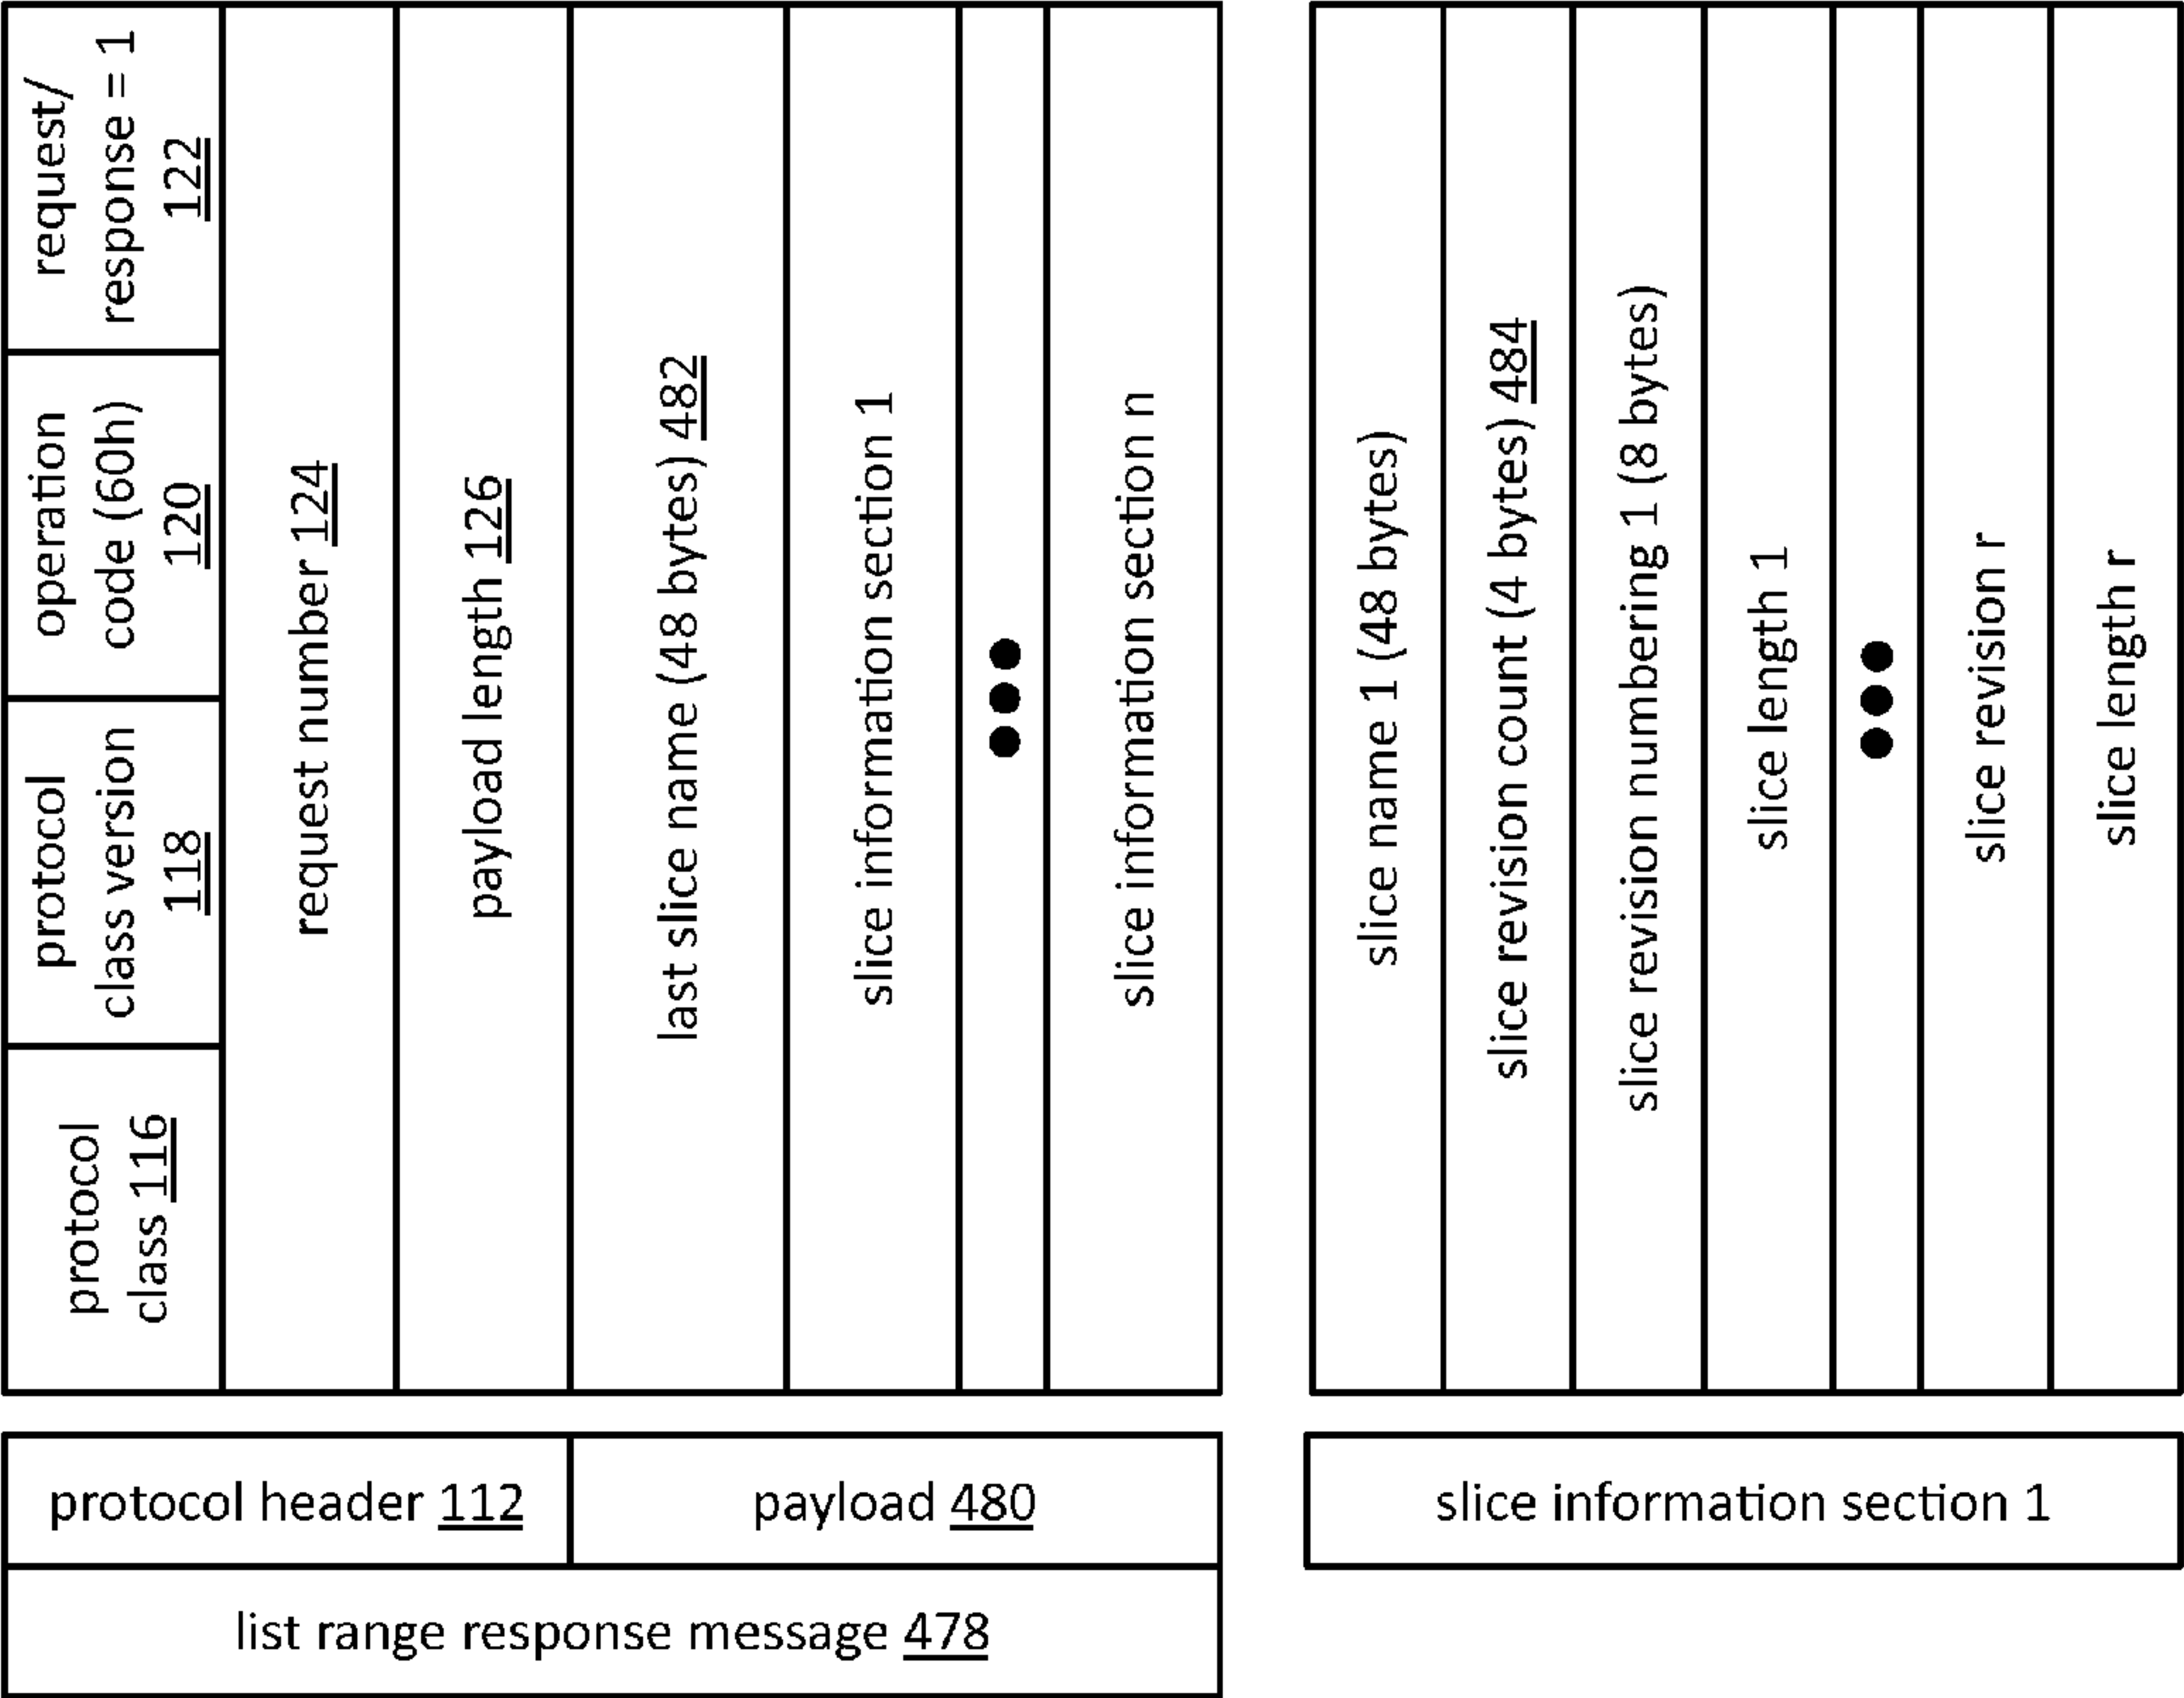 protocol
class 116
protocol
class version
118
operation
code (60h)
120
request/
response = 1
122
request number 124
payload length 126
last slice name (48 bytes) 482
slice information section 1
slice information section n
protocol header 112
payload 480
list range response message 478
slice name 1 (48 bytes)
slice revision count (4 bytes) 484
slice revision numbering 1 (8 bytes)
slice length 1
slice revision r
slice length r
slice information section 1